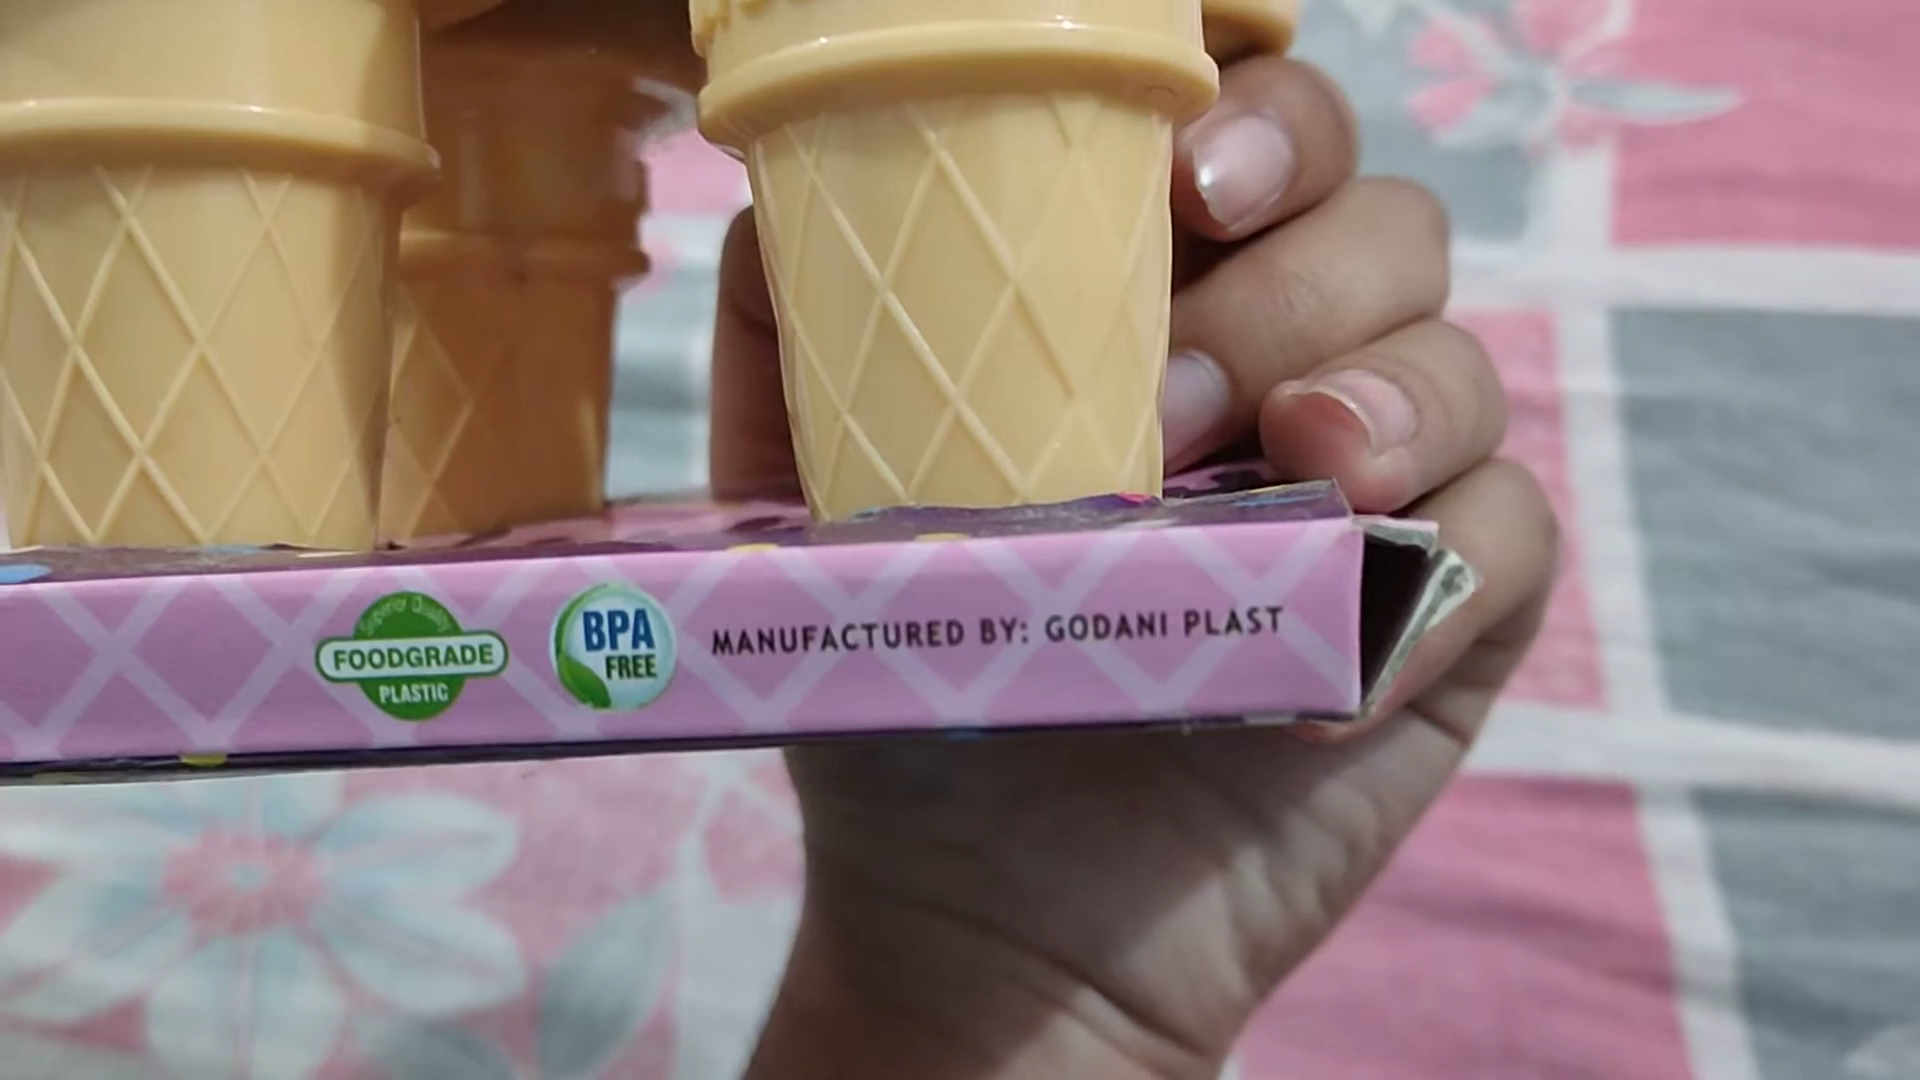 Superior Quality
FOODGRADE
PLASTIC
BPA
FREE
MANUFACTURED BY: GODANI PLAST